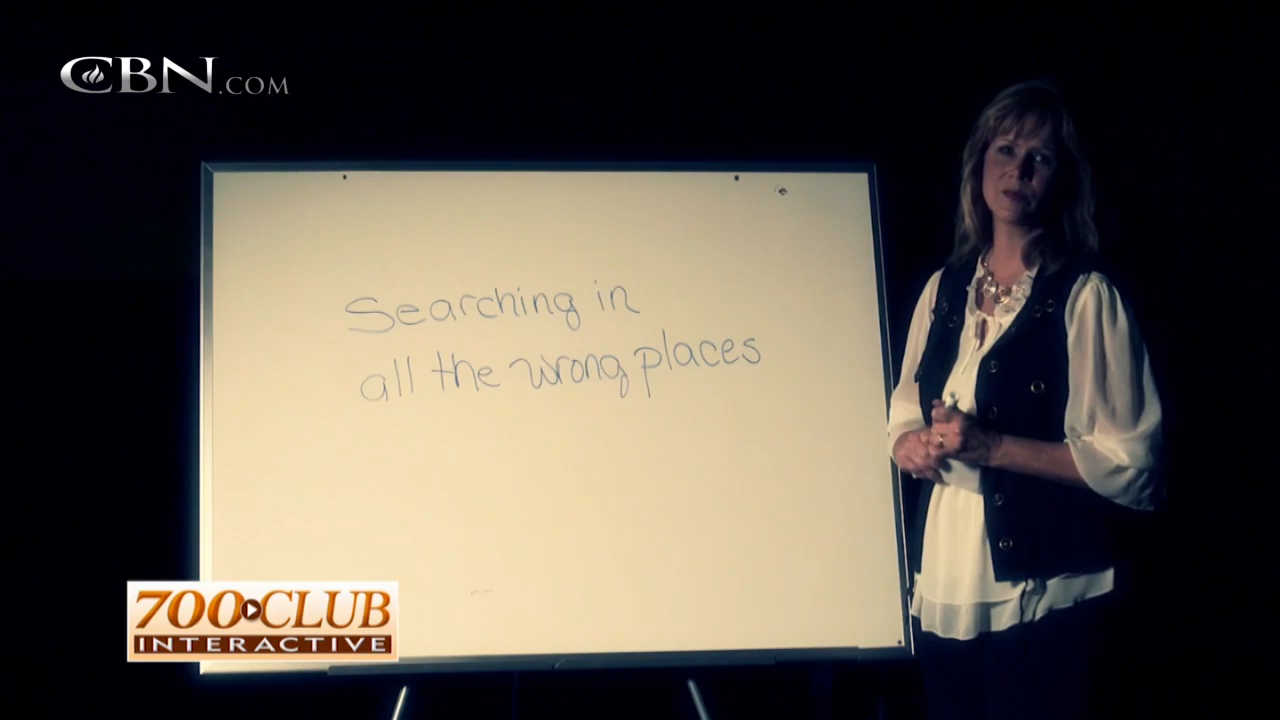 CBN.COM
Searching in
all the wrong places
700 CLUB
INTERACTIVE